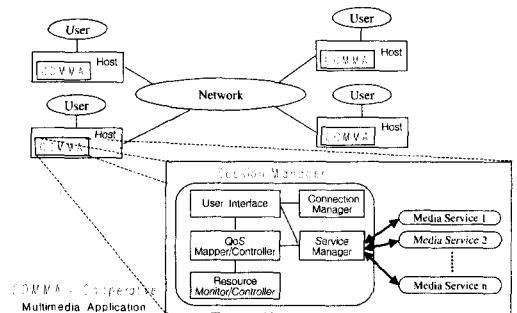 User
User
Host
COMMA
Host
COMMA
User
User
Network
Host
COMMA
Host
COMMA
Session Manager
User Interface
Connection
Manager
QoS
Mapper/Controller
Service
Manager
Resource
Monitor/Controller
Media Service 1
Media Service 2
Media Service n
COMMA - Cooperative
Multimedia Application